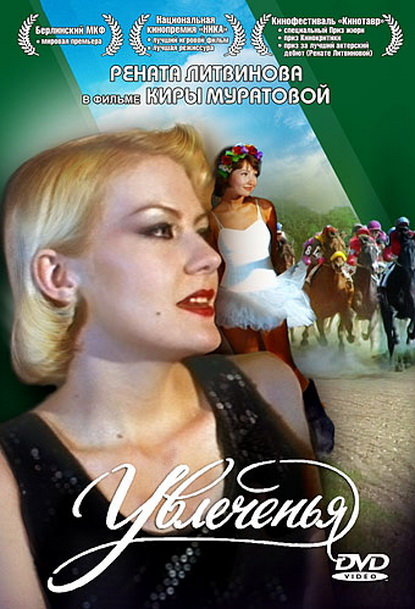 Берлинский МКФ
• мировая премьера
Национальная
кинопремия «НИКА»
• лучший игровой фильм
• лучшая режиссура
Кинофестиваль «Кинотавр»
• специальный Приз жюри
• приз Кинокритики
• приз за лучший актерский
дебют (Ренате Литвиновой)
РЕНАТА ЛИТВИНОВА
В ФИЛЬМЕ КИРЫ МУРАТОВОЙ
Увлеченья
DVD
VIDEO